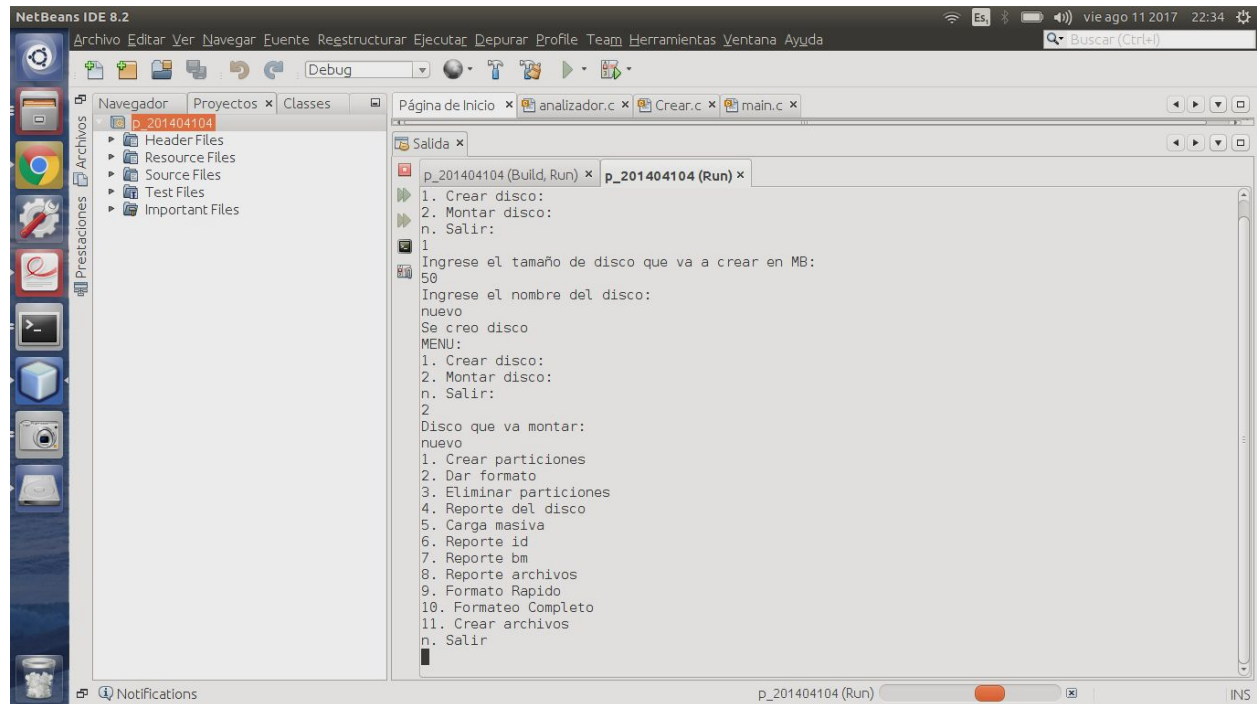 NetBeans IDE 8.2
Es,
vie ago 11 2017 22:34
Archivo Editar Ver Navegar Fuente Reestructurar Ejecutar Depurar Profile Team Herramientas Ventana Ayuda
Buscar (Ctrl+I)
Debug
Archivos
Prestaciones
Navegador Proyectos Classes
p_201404104
Header Files
Resource Files
Source Files
Test Files
Important Files
Página de Inicio analizador.c Crear.c main.c
Salida
p_201404104 (Build, Run) p_201404104 (Run)
1. Crear disco:
2. Montar disco:
n. Salir:
1
Ingrese el tamaño de disco que va a crear en MB:
50
Ingrese el nombre del disco:
nuevo
Se creo disco
MENU:
1. Crear disco:
2. Montar disco:
n. Salir:
2
Disco que va montar:
nuevo
1. Crear particiones
2. Dar formato
3. Eliminar particiones
4. Reporte del disco
5. Carga masiva
6. Reporte id
7. Reporte bm
8. Reporte archivos
9. Formato Rapido
10. Formateo Completo
11. Crear archivos
n. Salir
Notifications
p_201404104 (Run)
INS